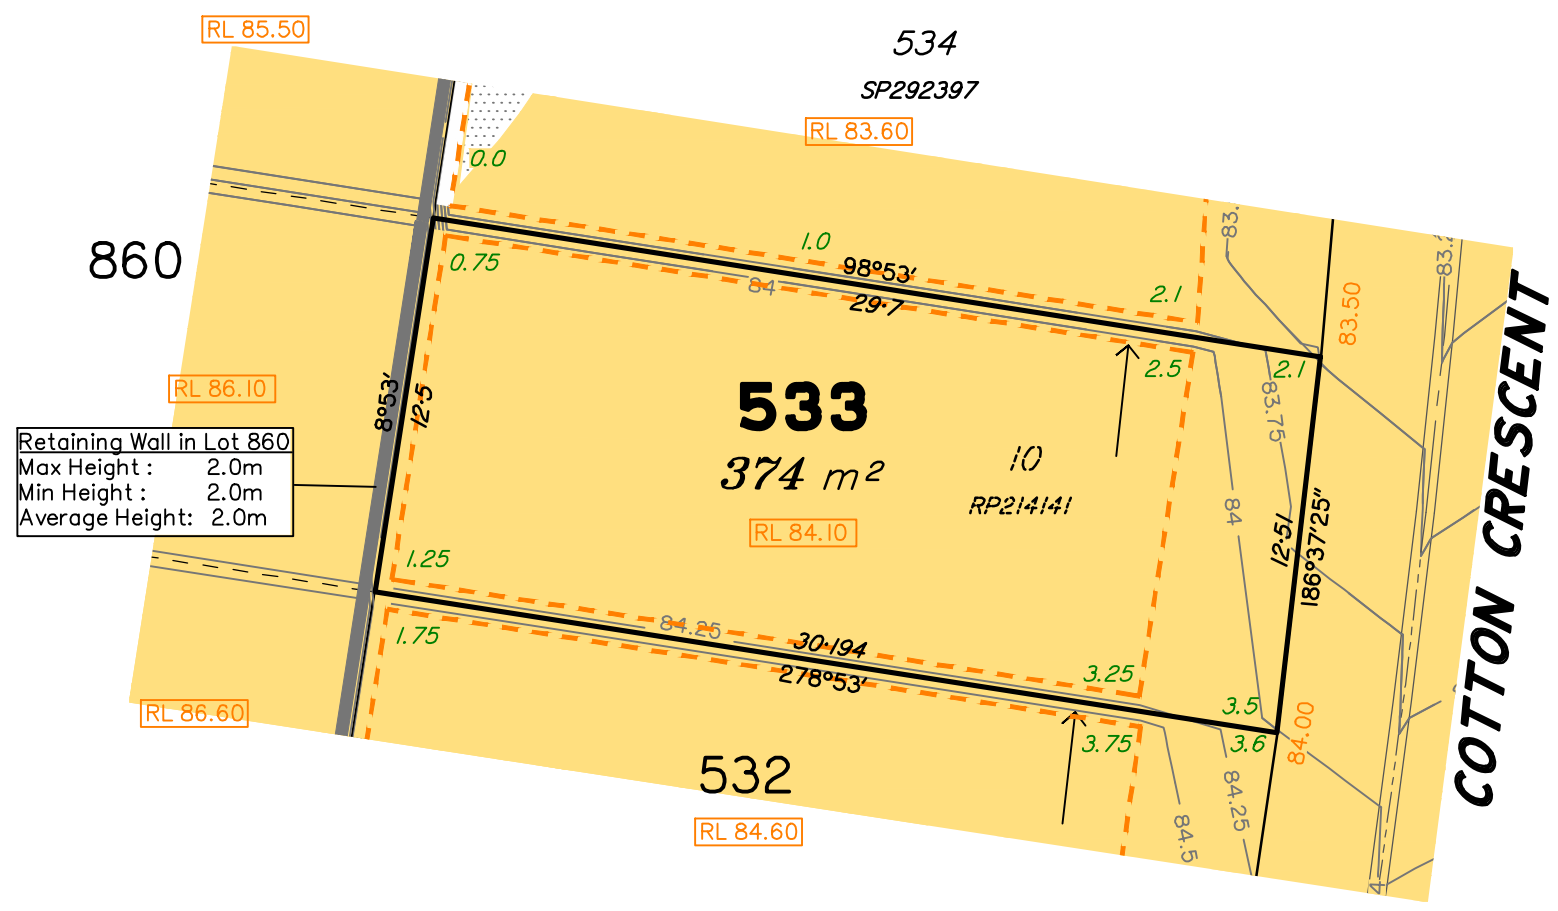 RL 85.50
534
SP292397
RL 83.60
0.0
83.
83.2
860
0.75
1.0
98°53'
84
29·7
2.1
83.50
COTTON CRESCENT
RL 86.10
8°53'
12·5
533
2.5
2.1
83.75
Retaining Wall in Lot 860
Max Height : 2.0m
Min Height : 2.0m
Average Height: 2.0m
374 m²
10
RP214141
RL 84.10
84
12·51
186°37'25"
1.25
1.75
84.25
30·194
278°53'
3.25
3.5
3.75
3.6
84.00
RL 86.60
532
RL 84.60
84.5
84.25
4